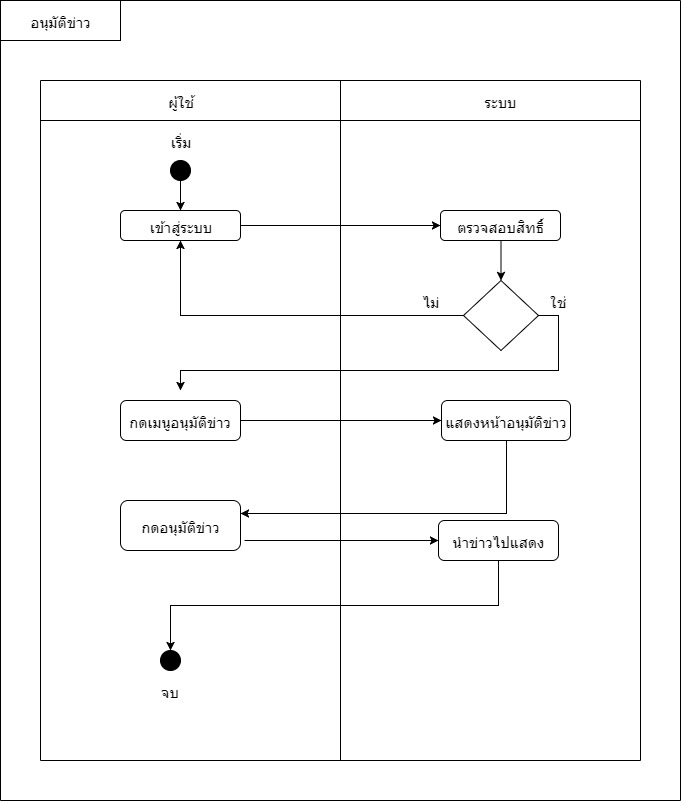 อนุมัติข่าว
ผู้ใช้
ระบบ
เริ่ม
เข้าสู่ระบบ
ตรวจสอบสิทธิ์
ไม่
ใช่
กดเมนูอนุมัติข่าว
แสดงหน้าอนุมัติข่าว
กดอนุมัติข่าว
นำข่าวไปแสดง
จบ